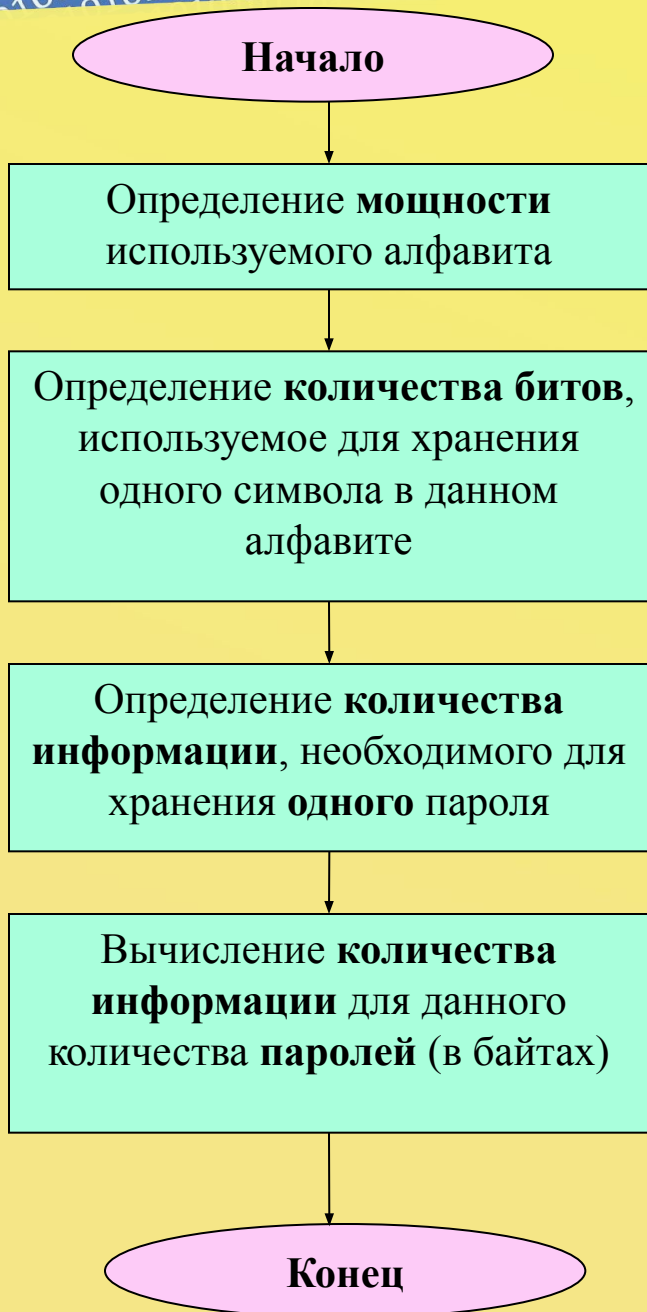 Начало
Определение мощности
используемого алфавита
Определение количества битов,
используемое для хранения
одного символа в данном
алфавите
Определение количества
информации, необходимого для
хранения одного пароля
Вычисление количества
информации для данного
количества паролей (в байтах)
Конец